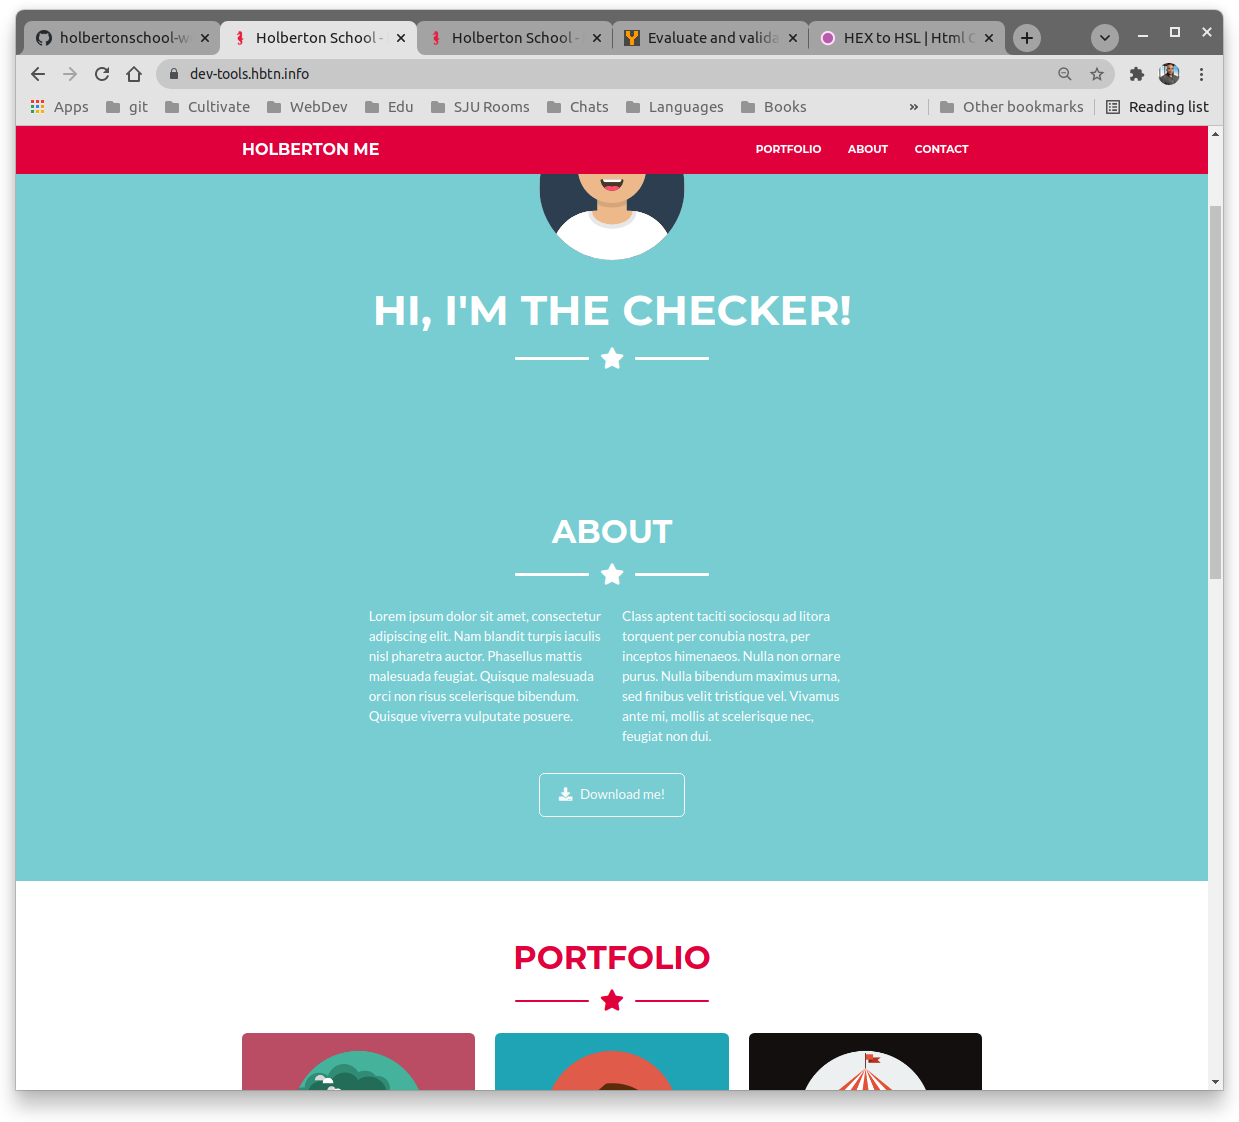 holbertonschool-w
Holberton School -
Holberton School -
Evaluate and valida
HEX to HSL | Html C
dev-tools.hbtn.info
Apps
git
Cultivate
WebDev
Edu
SJU Rooms
Chats
Languages
Books
»
Other bookmarks
Reading list
HOLBERTON ME
PORTFOLIO
ABOUT
CONTACT
HI, I'M THE CHECKER!
ABOUT
Lorem ipsum dolor sit amet, consectetur
adipiscing elit. Nam blandit turpis iaculis
nisl pharetra auctor. Phasellus mattis
malesuada feugiat. Quisque malesuada
orci non risus scelerisque bibendum.
Quisque viverra vulputate posuere.
Class aptent taciti sociosqu ad litora
torquent per conubia nostra, per
inceptos himenaeos. Nulla non ornare
purus. Nulla bibendum maximus urna,
sed finibus velit tristique vel. Vivamus
ante mi, mollis at scelerisque nec,
feugiat non dui.
Download me!
PORTFOLIO